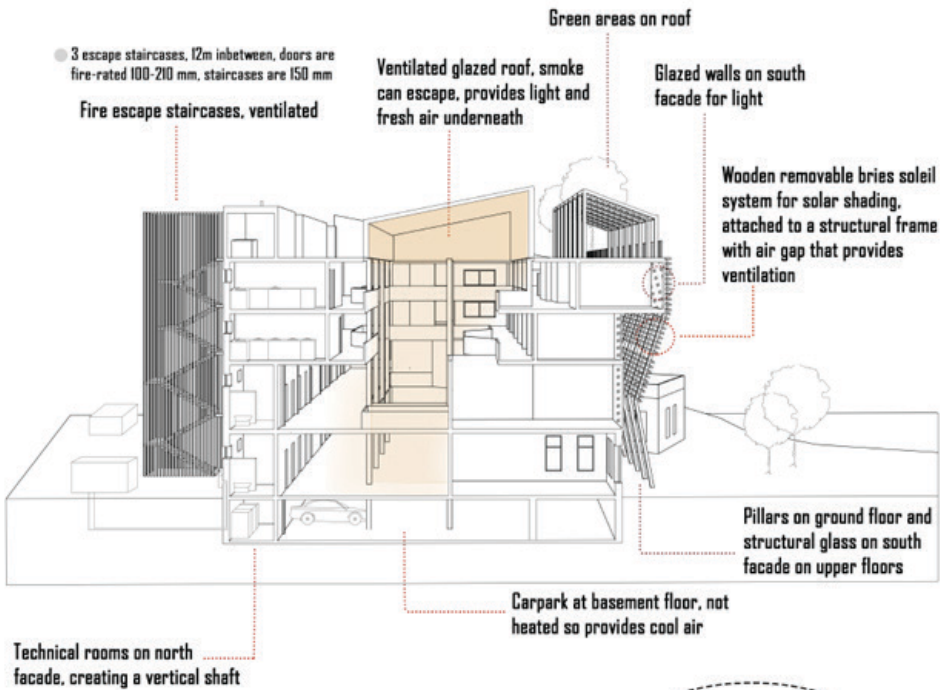 Green areas on roof
3 escape staircases, 12m inbetween, doors are
fire-rated 100-210 mm, staircases are 150 mm
Fire escape staircases, ventilated
Ventilated glazed roof, smoke
can escape, provides light and
fresh air underneath
Glazed walls on south
facade for light
Wooden removable bries soleil
system for solar shading,
attached to a structural frame
with air gap that provides
ventilation
Pillars on ground floor and
structural glass on south
facade on upper floors
Carpark at basement floor, not
heated so provides cool air
Technical rooms on north
facade, creating a vertical shaft